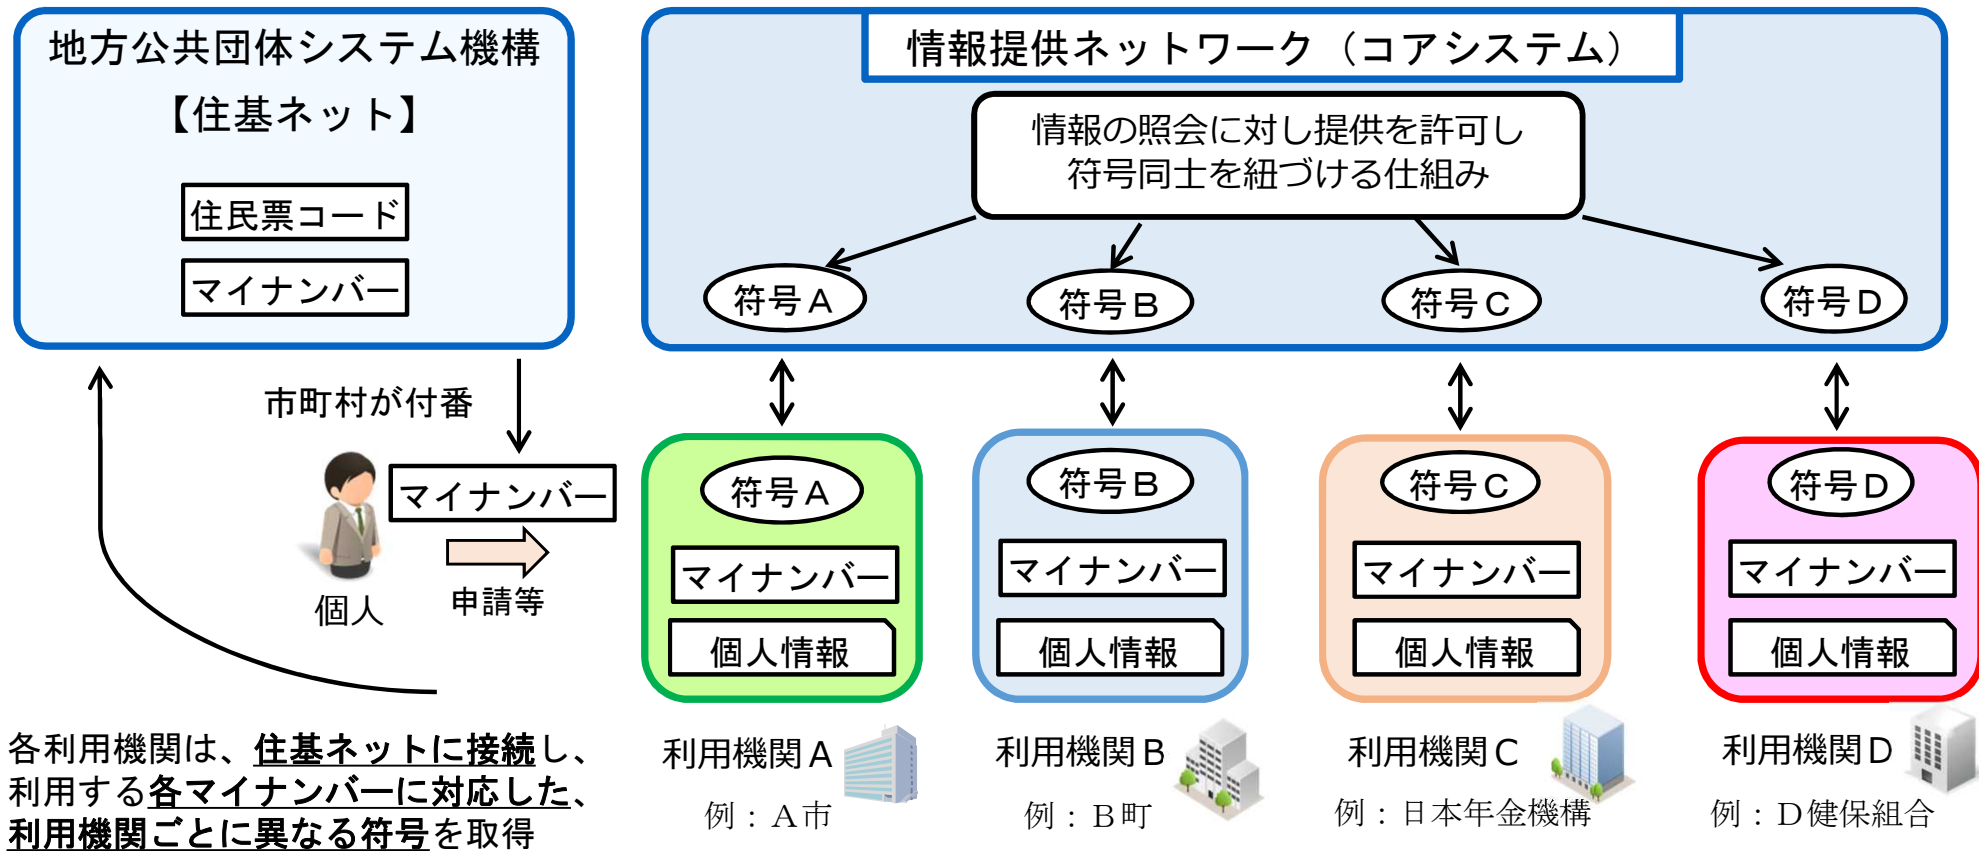 地方公共団体システム機構
【住基ネット】
住民票コード
マイナンバー
情報提供ネットワーク（コアシステム）
情報の照会に対し提供を許可し
符号同士を紐づける仕組み
符号Ａ
符号Ｂ
符号Ｃ
符号Ｄ
市町村が付番
マイナンバー
個人
申請等
符号Ａ
マイナンバー
個人情報
符号Ｂ
マイナンバー
個人情報
符号Ｃ
マイナンバー
個人情報
符号Ｄ
マイナンバー
個人情報
各利用機関は、住基ネットに接続し、
利用する各マイナンバーに対応した、
利用機関ごとに異なる符号を取得
利用機関Ａ
例：Ａ市
利用機関Ｂ
例：Ｂ町
利用機関Ｃ
例：日本年金機構
利用機関Ｄ
例：Ｄ健保組合